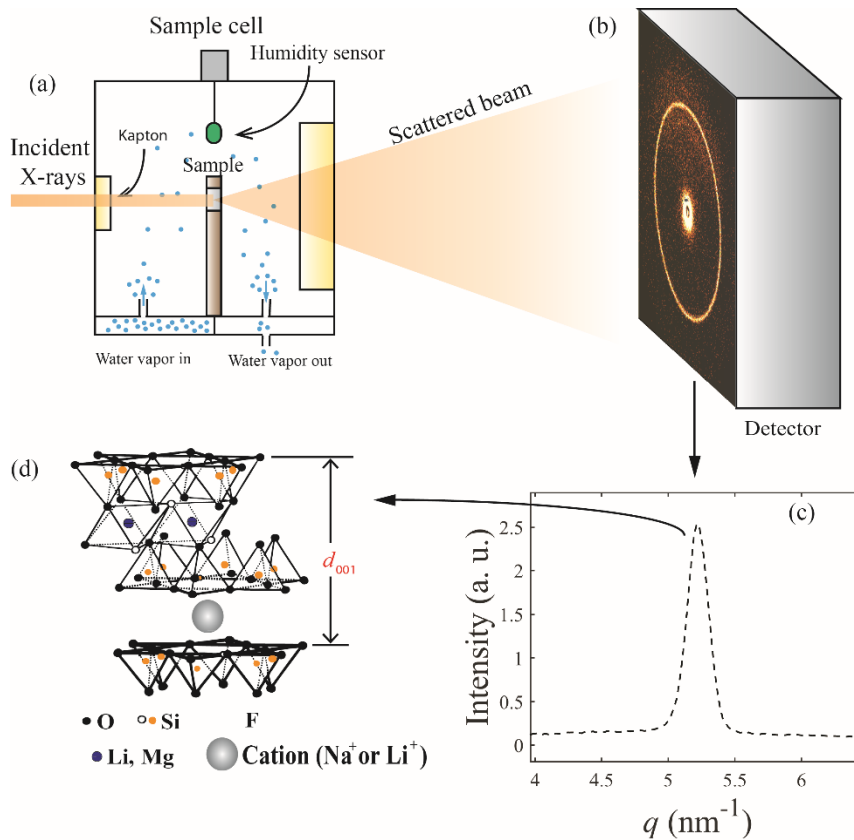 Sample cell
(a)
Humidity sensor
(b)
Kapton
Incident
X-rays
Sample
Scattered beam
Water vapor in
Water vapor out
Detector
(d)
d001
(c)
2.5
2
1.5
1
0.5
0
Intensity (a. u.)
4
4.5
5
5.5
6
q (nm-1)
O
Si
F
Li, Mg
Cation (Na+or Li+)